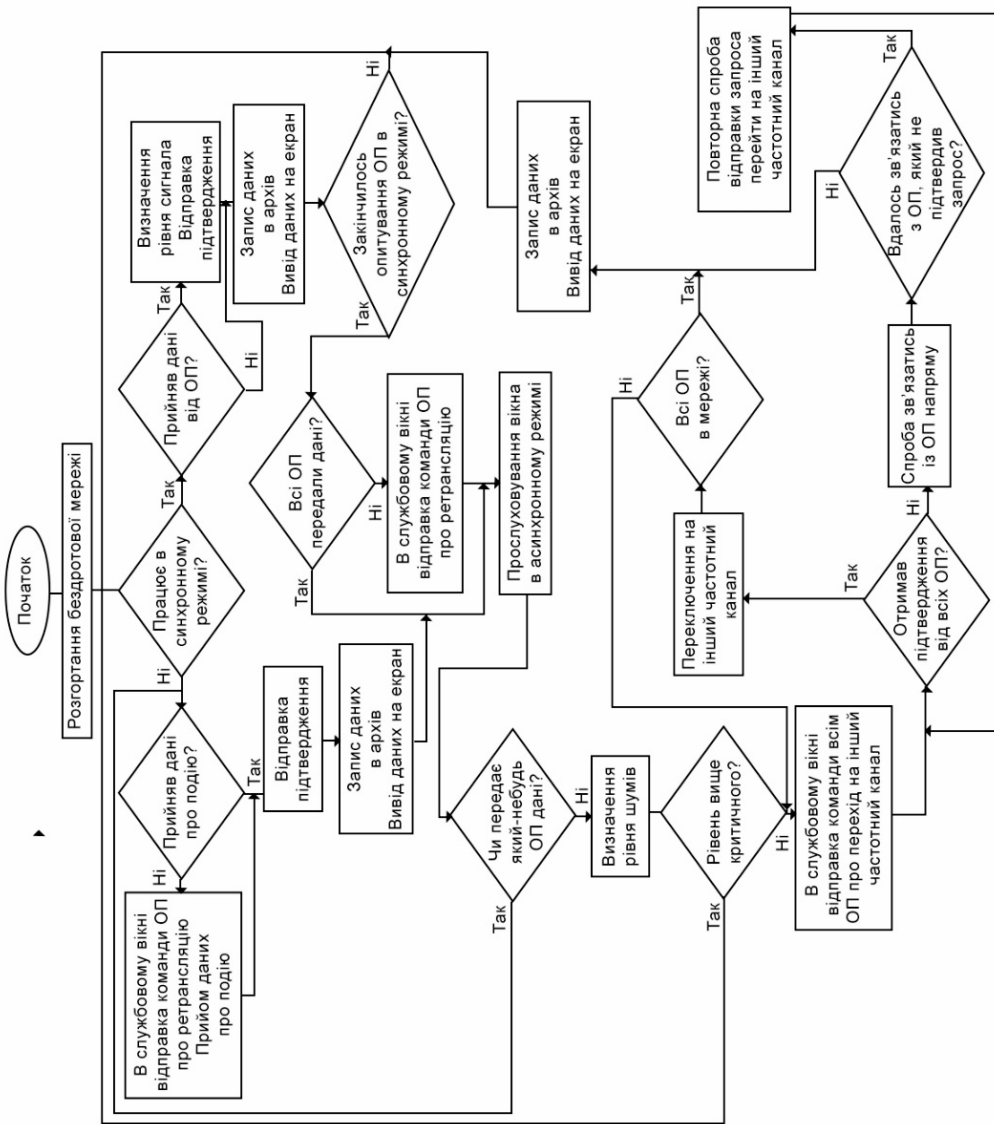 Початок
Розгортання бездротової мережі
Працює в
синхронному
режимі?
Так
Ні
Прийняв дані
від ОП?
Так
Ні
Визначення
рівня сигнала
Відправка
підтвердження
Запис даних
в архів
Вивід даних на екран
Закінчилось
опитування ОП в
синхронному режимі?
Ні
Так
Всі ОП
передали дані?
Так
Ні
В службовому вікні
відправка команди ОП
про ретрансляцію
Прослуховування вікна
в асинхронному режимі
Прийняв дані
про подію?
Ні
Так
В службовому вікні
відправка команди ОП
про ретрансляцію
Прийом даних
про подію
Відправка
підтвердження
Запис даних
в архів
Вивід даних на екран
Чи передає
який-небудь
ОП дані?
Так
Ні
Визначення
рівня шумів
Рівень вище
критичного?
Так
Ні
В службовому вікні
відправка команди всім
ОП про перехід на інший
частотний канал
Отримав
підтвердження
від всіх ОП?
Так
Ні
Переключення на
інший частотний
канал
Всі ОП
в мережі?
Ні
Так
Запис даних
в архів
Вивід даних на екран
Спроба зв'язатись
із ОП напряму
Вдалось зв'язатись
з ОП, який не
підтвердив
запрос?
Ні
Так
Повторна спроба
відправки запроса
перейти на інший
частотний канал